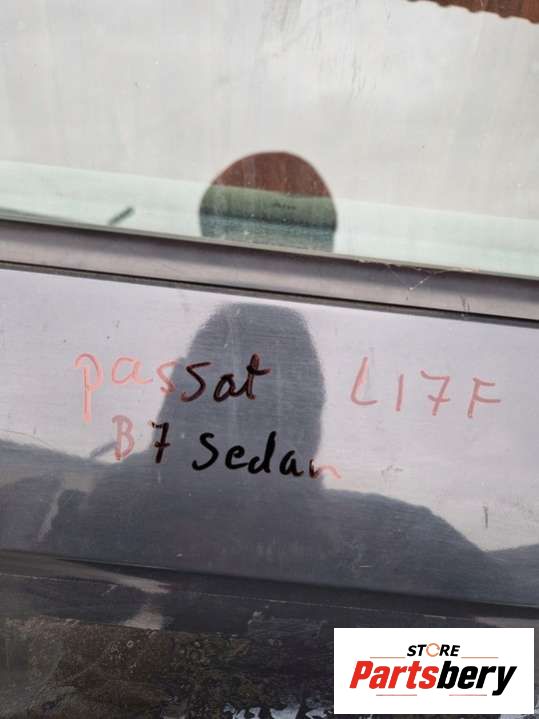 passat L17F
B7 Sedan
STORE
Partsbery